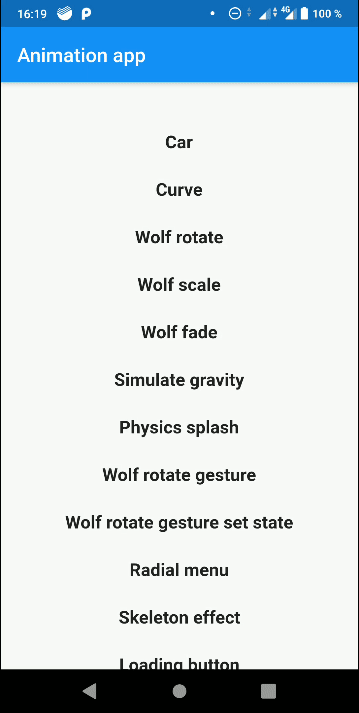 16:19 4G 100 %
Animation app
Car
Curve
Wolf rotate
Wolf scale
Wolf fade
Simulate gravity
Physics splash
Wolf rotate gesture
Wolf rotate gesture set state
Radial menu
Skeleton effect
Loading button